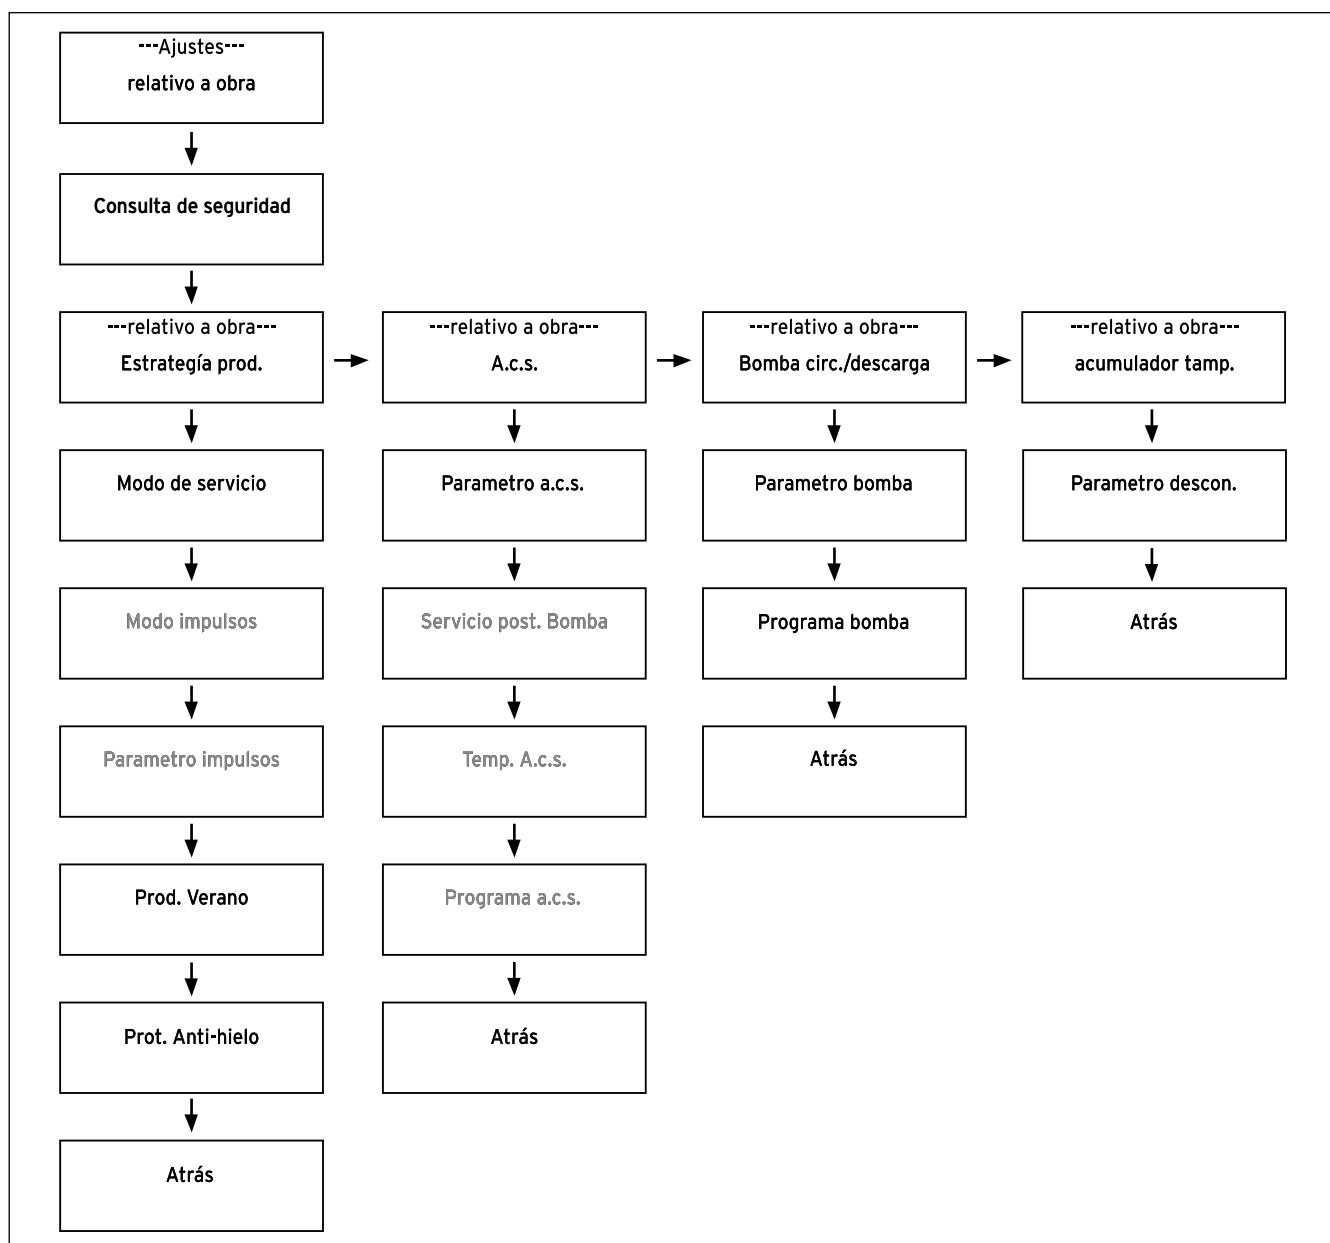 ---Ajustes---
relativo a obra
Consulta de seguridad
---relativo a obra---
Estrategía prod.
---relativo a obra---
A.c.s.
---relativo a obra---
Bomba circ./descarga
---relativo a obra---
acumulador tamp.
Modo de servicio
Parametro a.c.s.
Parametro bomba
Parametro descon.
Modo impulsos
Servicio post. Bomba
Programa bomba
Atrás
Parametro impulsos
Temp. A.c.s.
Atrás
Prod. Verano
Programa a.c.s.
Prot. Anti-hielo
Atrás
Atrás